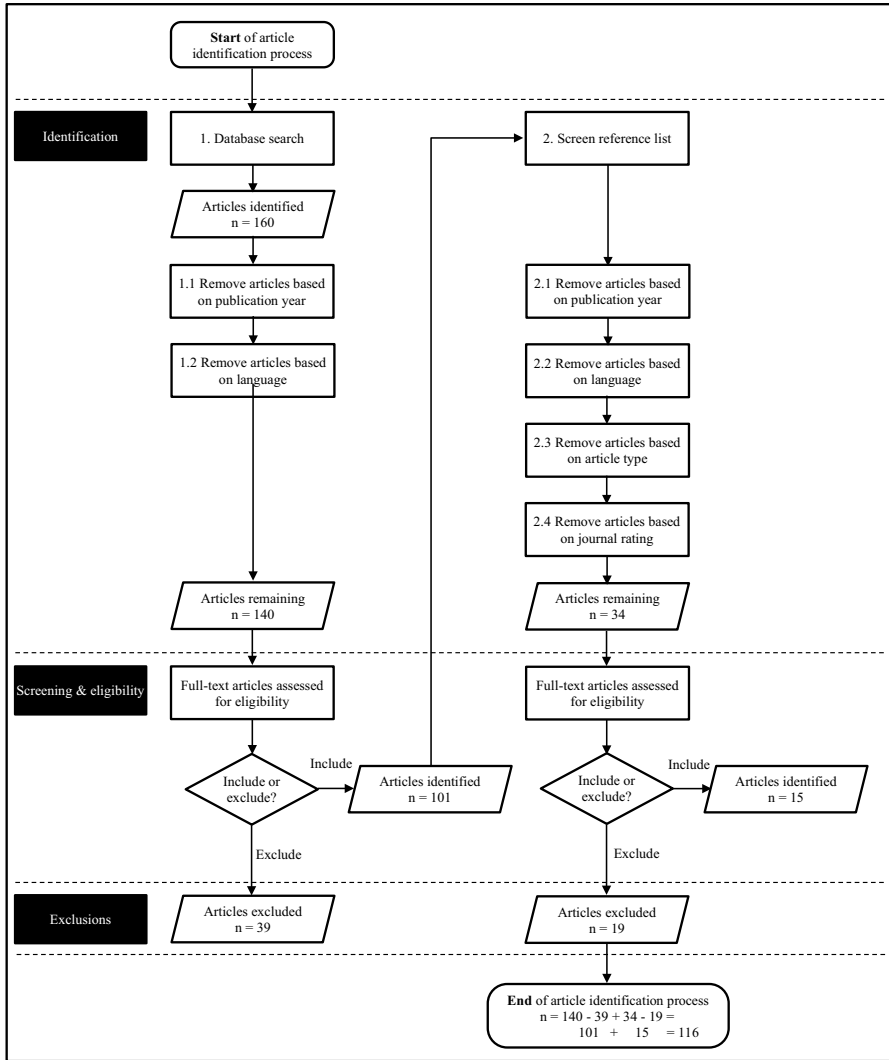 Start of article
identification process
Identification
1. Database search
2. Screen reference list
Articles identified
n = 160
1.1 Remove articles based
on publication year
2.1 Remove articles based
on publication year
1.2 Remove articles based
on language
2.2 Remove articles based
on language
2.3 Remove articles based
on article type
2.4 Remove articles based
on journal rating
Articles remaining
n = 140
Articles remaining
n = 34
Screening & eligibility
Full-text articles assessed
for eligibility
Full-text articles assessed
for eligibility
Include or
exclude?
Include
Articles identified
n = 101
Include or
exclude?
Include
Articles identified
n = 15
Exclude
Exclude
Exclusions
Articles excluded
n = 39
Articles excluded
n = 19
End of article identification process
n = 140 - 39 + 34 - 19 =
101 + 15 = 116